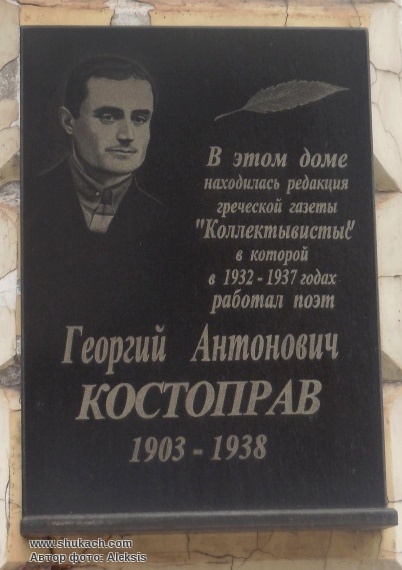 В этом доме
находилась редакция
греческой газеты
"Коллектывистыс"
в которой
в 1932 - 1937 годах
работал поэт
Георгий Антонович
КОСТОПРАВ
1903 - 1938
www.shukach.com
Автор фото: Aleksis